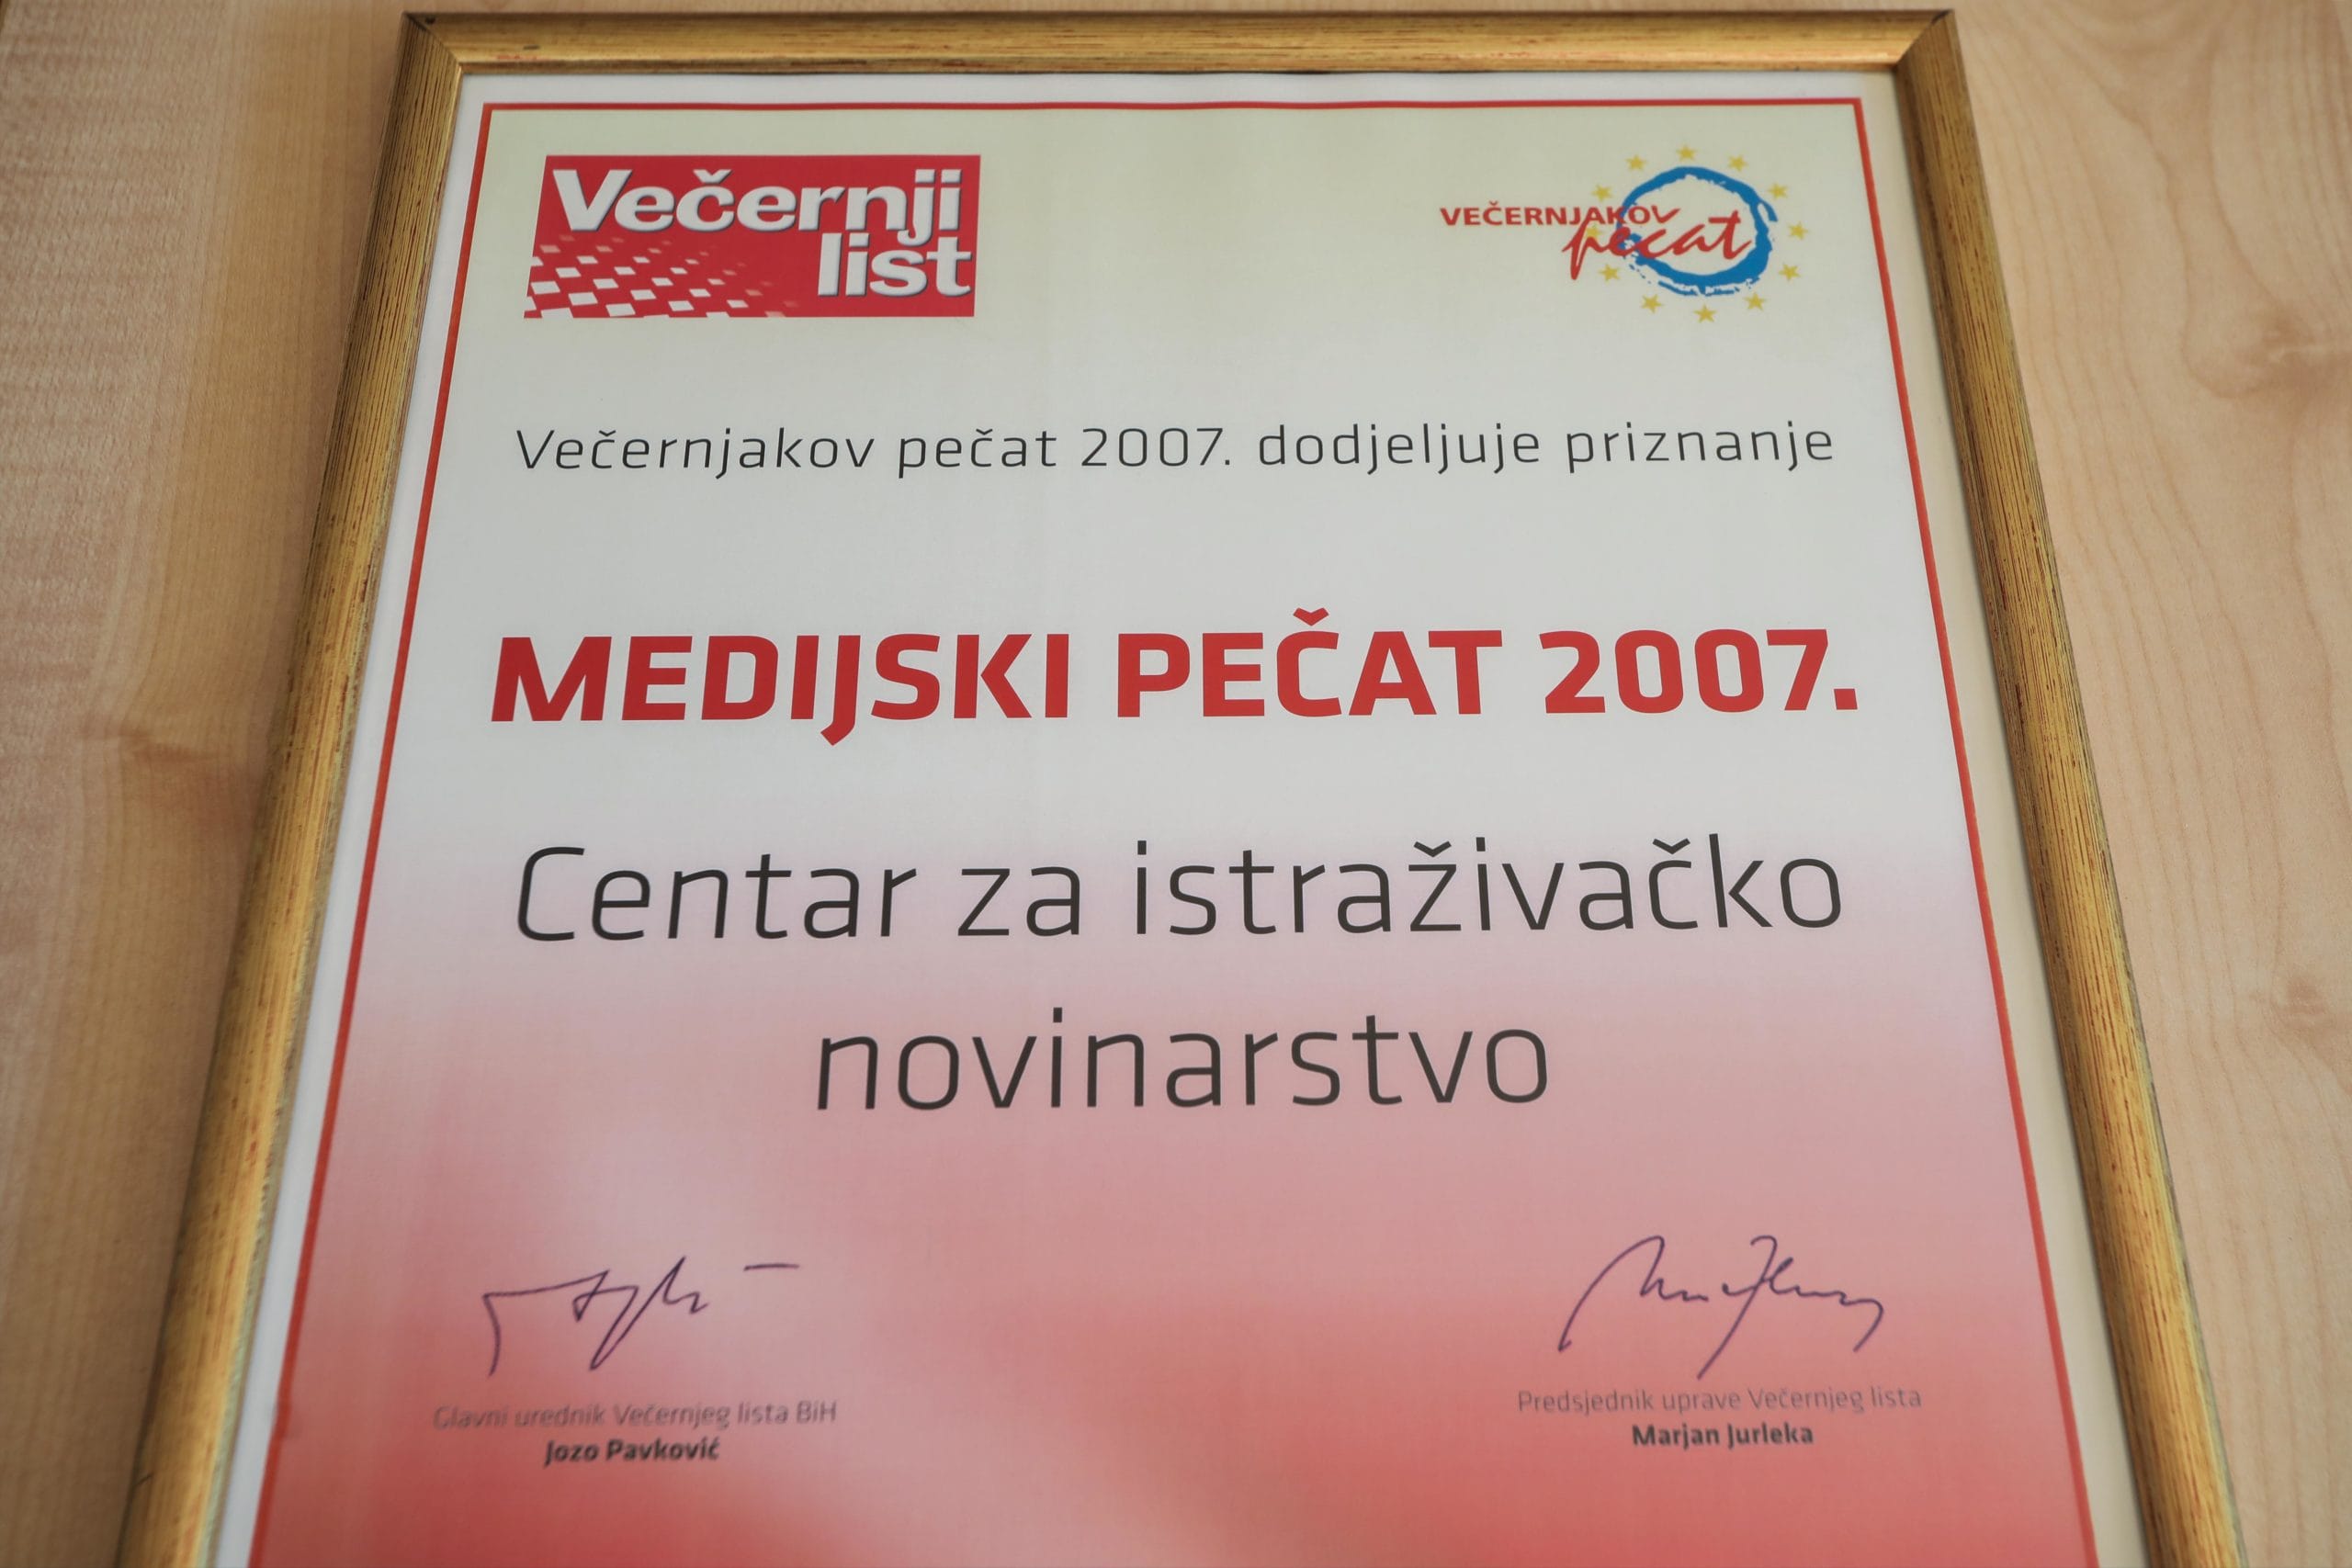 Večernji
list
VEČERNJAKOV
pečat
Večernjakov pečat 2007. dodjeljuje priznanje
MEDIJSKI PEČAT 2007.
Centar za istraživačko
novinarstvo
Glavni urednik Večernjeg lista BiH
Jozo Pavković
Predsjednik uprave Večernjeg lista
Marjan Jurleka